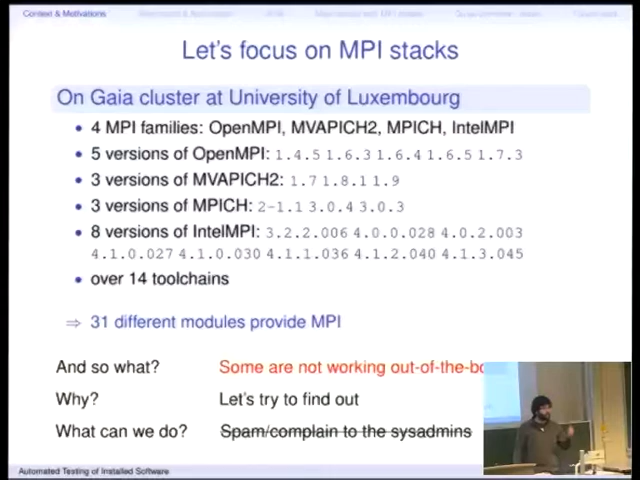 Context & Motivations
Let's focus on MPI stacks
On Gaia cluster at University of Luxembourg
• 4 MPI families: OpenMPI, MVAPICH2, MPICH, IntelMPI
• 5 versions of OpenMPI: 1.4.5 1.6.3 1.6.4 1.6.5 1.7.3
• 3 versions of MVAPICH2: 1.7 1.8.1 1.9
• 3 versions of MPICH: 2-1.1 3.0.4 3.0.3
• 8 versions of IntelMPI: 3.2.2.006 4.0.0.028 4.0.2.003
4.1.0.027 4.1.0.030 4.1.1.036 4.1.2.040 4.1.3.045
• over 14 toolchains
⇒ 31 different modules provide MPI
And so what? Some are not working out-of-the-bo
Why? Let's try to find out
What can we do? Spam/complain to the sysadmins
Automated Testing of Installed Software